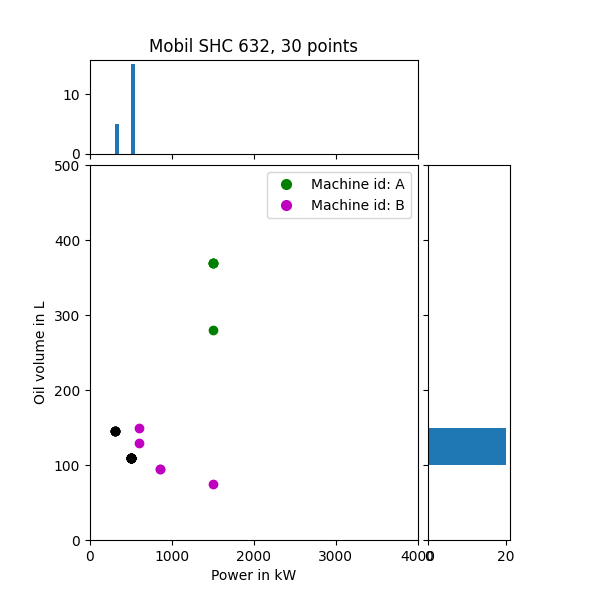 Mobil SHC 632, 30 points
10
0
500
400
300
200
100
0
Oil volume in L
Machine id: A
Machine id: B
0 1000 2000 3000 4000
0 20
Power in kW